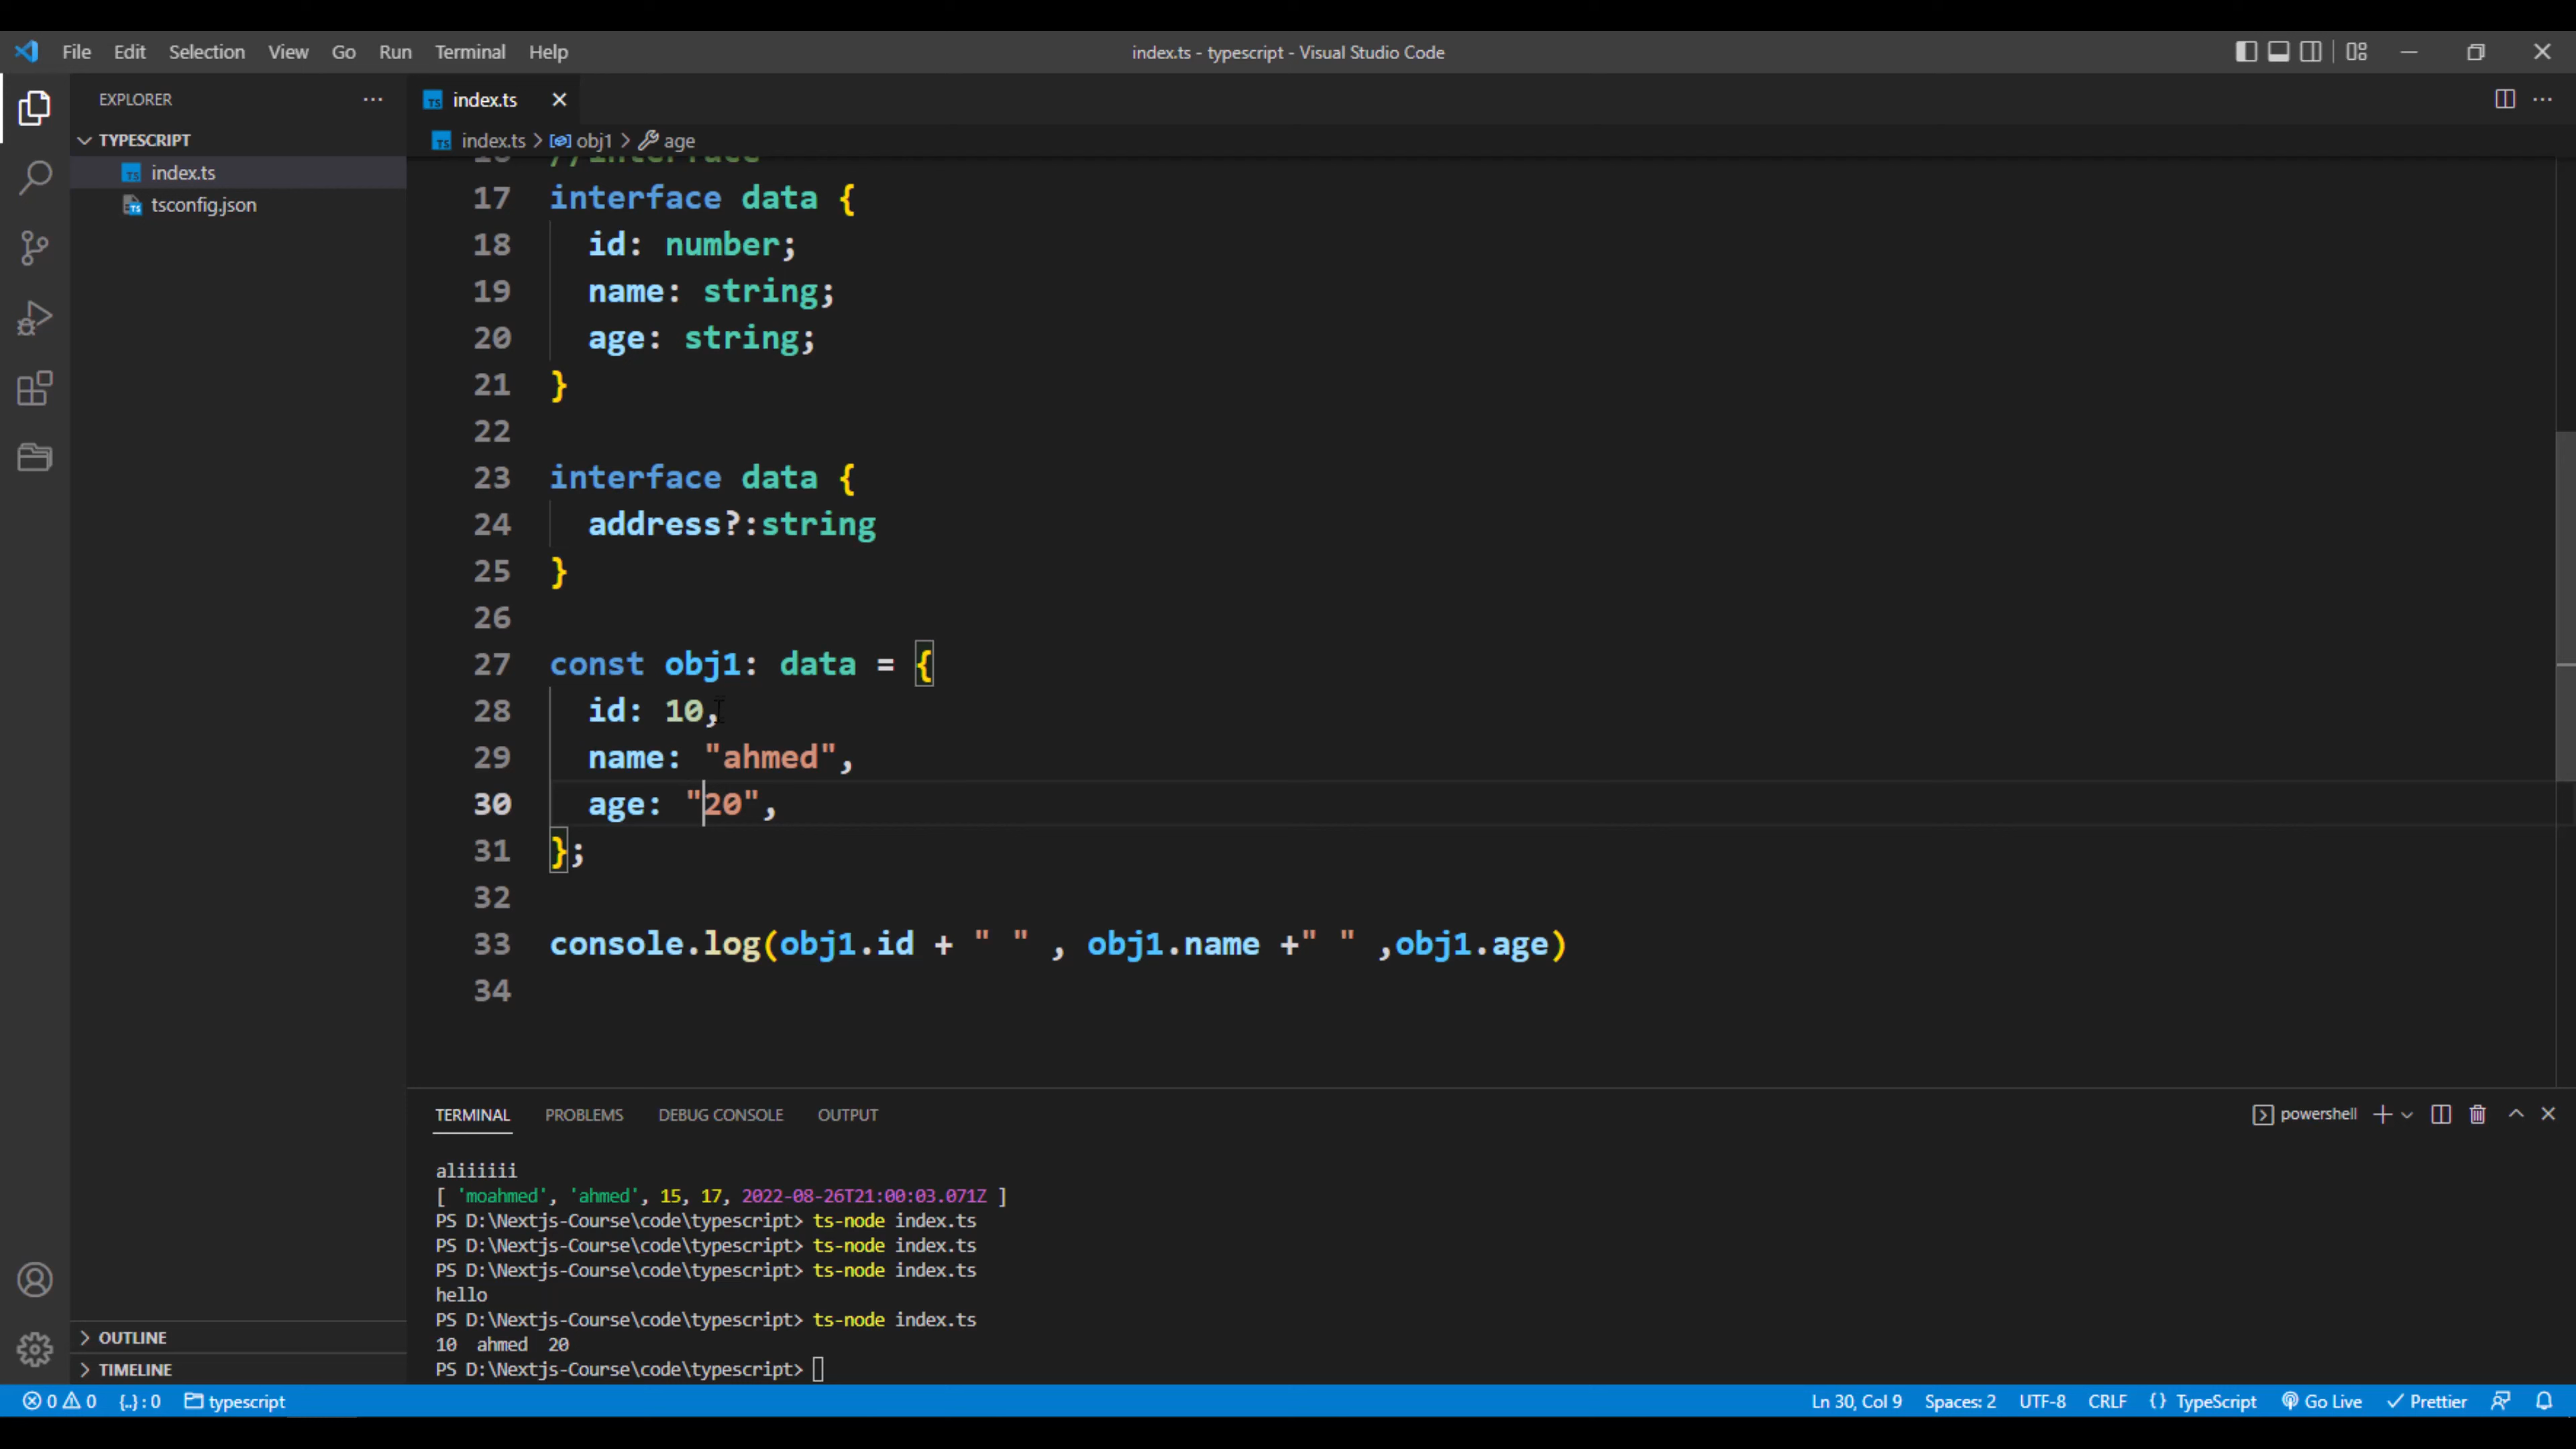 File Edit Selection View Go Run Terminal Help
index.ts - typescript - Visual Studio Code
EXPLORER
TYPESCRIPT
TS index.ts
TS tsconfig.json
OUTLINE
TIMELINE
TS index.ts
TS index.ts > obj1 > age
16 //interface
17 interface data {
18 id: number;
19 name: string;
20 age: string;
21 }
22
23 interface data {
24 address?:string
25 }
26
27 const obj1: data = {
28 id: 10,
29 name: "ahmed",
30 age: "20",
31 };
32
33 console.log(obj1.id + " " , obj1.name +" " ,obj1.age)
34
TERMINAL PROBLEMS DEBUG CONSOLE OUTPUT
powershell
aliiiiii
[ 'moahmed', 'ahmed', 15, 17, 2022-08-26T21:00:03.071Z ]
PS D:\Nextjs-Course\code\typescript> ts-node index.ts
PS D:\Nextjs-Course\code\typescript> ts-node index.ts
PS D:\Nextjs-Course\code\typescript> ts-node index.ts
hello
PS D:\Nextjs-Course\code\typescript> ts-node index.ts
10  ahmed  20
PS D:\Nextjs-Course\code\typescript>
0 0 {..} : 0 typescript
Ln 30, Col 9 Spaces: 2 UTF-8 CRLF {} TypeScript Go Live Prettier